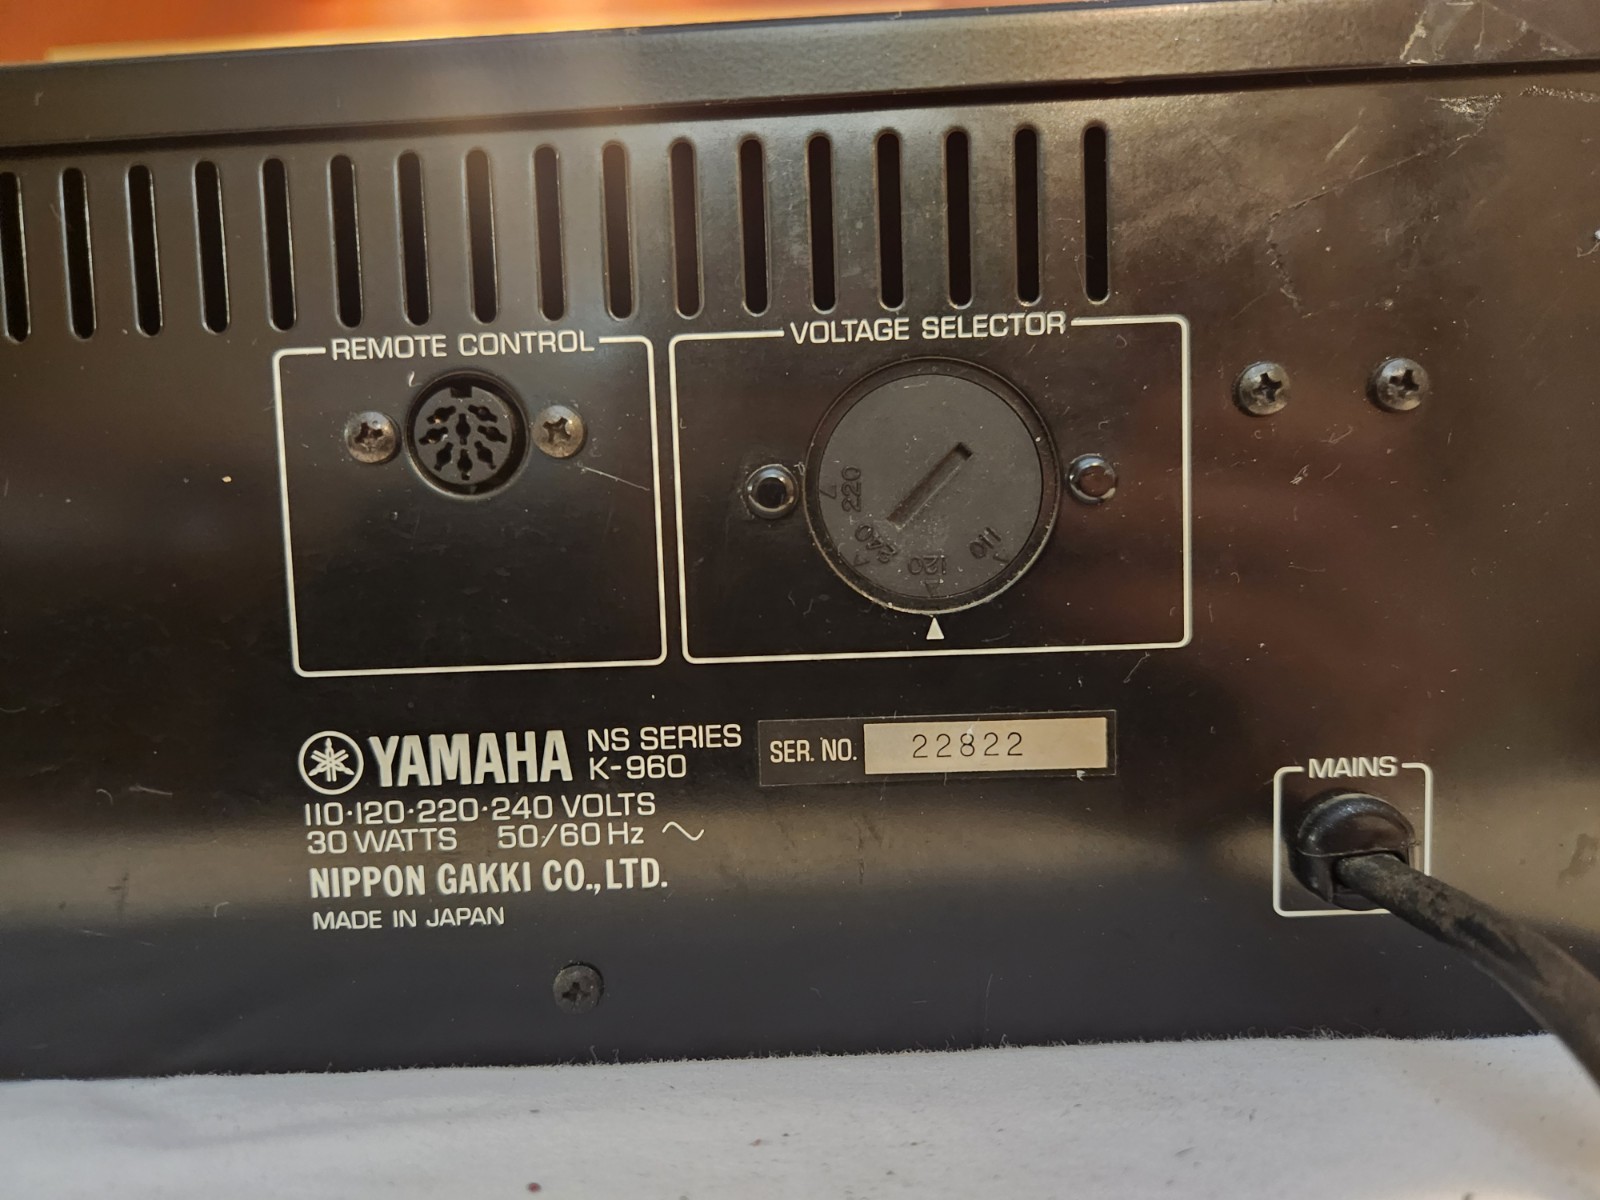 REMOTE CONTROL
VOLTAGE SELECTOR
220
240
120
110
YAMAHA NS SERIES
K-960
SER. NO. 22822
110·120·220·240 VOLTS
30 WATTS 50/60 Hz ~
NIPPON GAKKI CO., LTD.
MADE IN JAPAN
MAINS